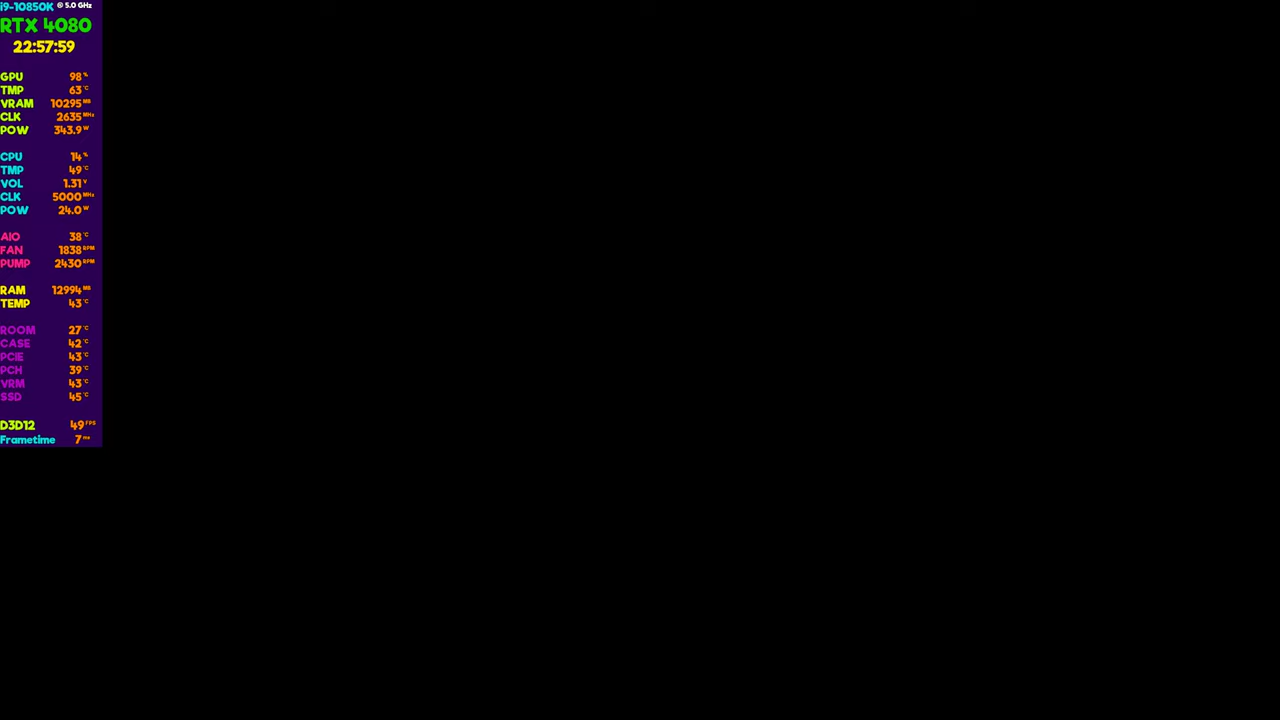 i9-10850K @ 5.0 GHz
RTX 4080
22:57:59
GPU 98 %
TMP 63 °C
VRAM 10295 MB
CLK 2635 MHz
POW 343.9 W
CPU 14 %
TMP 49 °C
VOL 1.31 V
CLK 5000 MHz
POW 24.0 W
AIO 38 °C
FAN 1838 RPM
PUMP 2430 RPM
RAM 12994 MB
TEMP 43 °C
ROOM 27 °C
CASE 42 °C
PCIE 43 °C
PCH 39 °C
VRM 43 °C
SSD 45 °C
D3D12 49 FPS
Frametime 7 ms